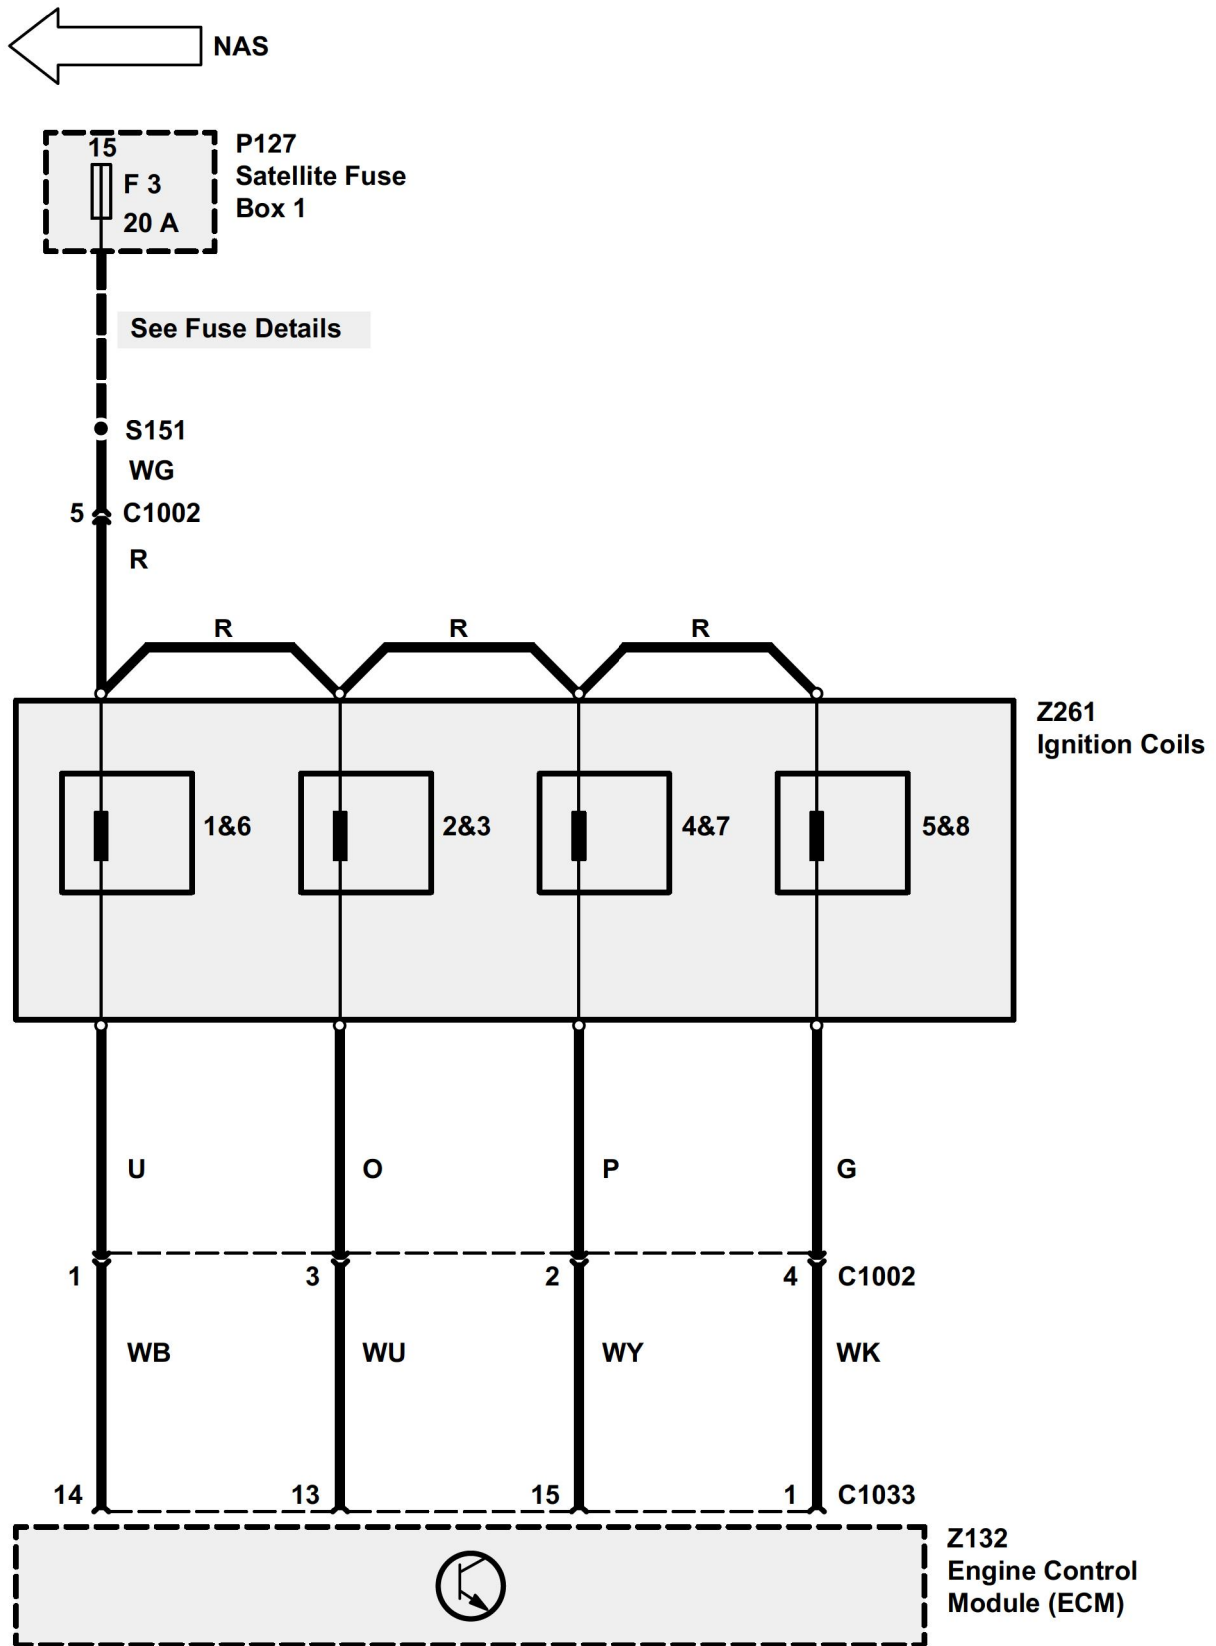 NAS
15
F 3
20 A
P127
Satellite Fuse
Box 1
See Fuse Details
S151
WG
5 C1002
R
R R R
Z261
Ignition Coils
1&6 2&3 4&7 5&8
U O P G
1 3 2 4 C1002
WB WU WY WK
14 13 15 1 C1033
Z132
Engine Control
Module (ECM)